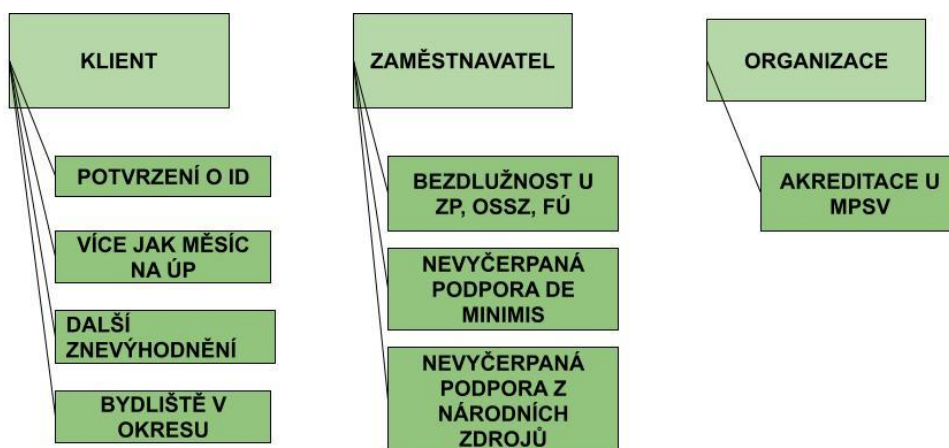 KLIENT
POTVRZENÍ O ID
VÍCE JAK MĚSÍC
NA ÚP
DALŠÍ
ZNEVÝHODNĚNÍ
BYDLIŠTĚ V
OKRESU
ZAMĚSTNAVATEL
BEZDLUŽNOST U
ZP, OSSZ, FÚ
NEVYČERPANÁ
PODPORA DE
MINIMIS
NEVYČERPANÁ
PODPORA Z
NÁRODNÍCH
ZDROJŮ
ORGANIZACE
AKREDITACE U
MPSV